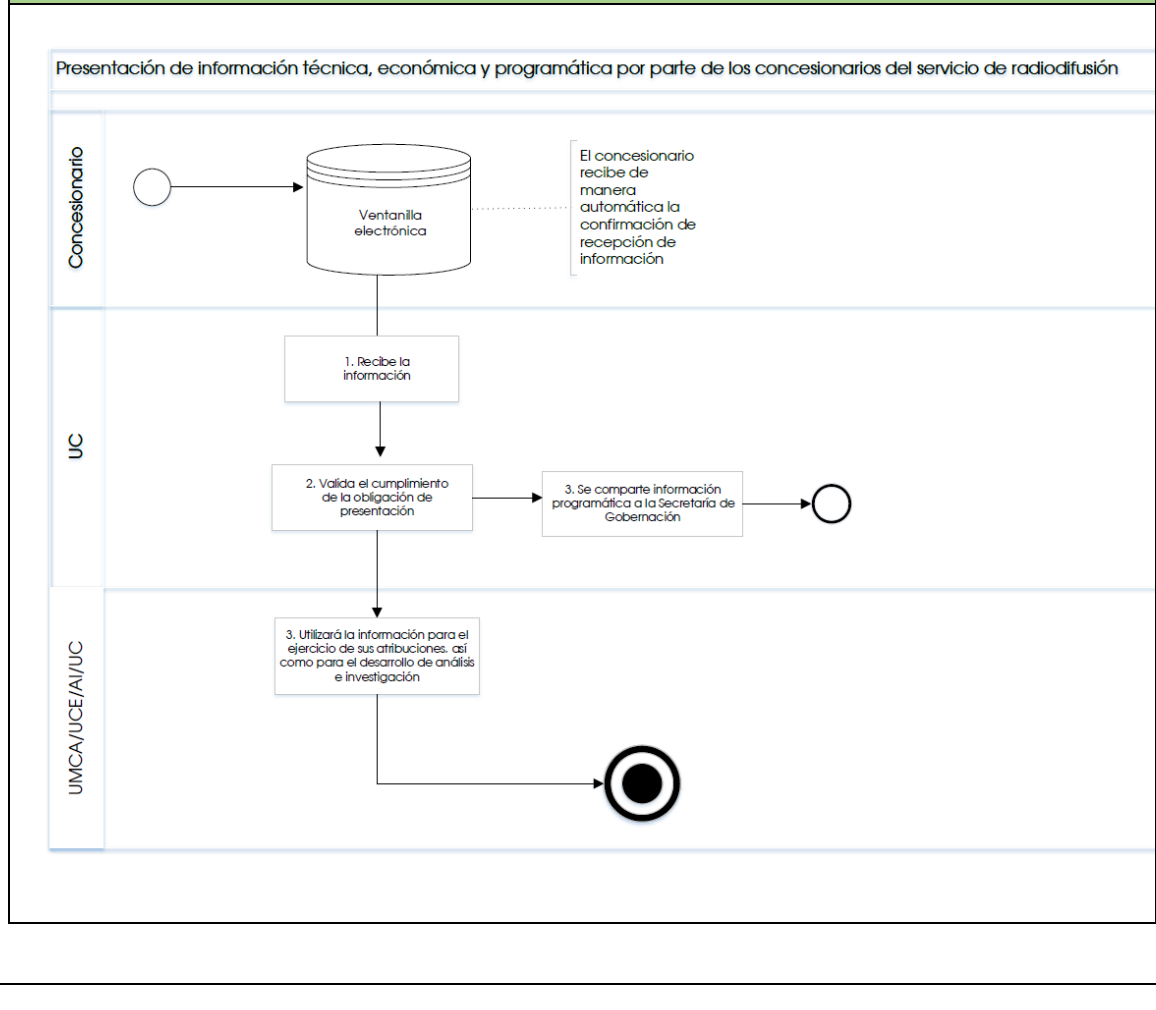 Presentación de información técnica, económica y programática por parte de los concesionarios del servicio de radiodifusión
Concesionario
Ventanilla
electrónica
El concesionario
recibe de
manera
automática la
confirmación de
recepción de
información
UC
1. Recibe la
información
2. Valida el cumplimiento
de la obligación de
presentación
3. Se comparte información
programática a la Secretaría de
Gobernación
UMCA/UCE/AI/UC
3. Utilizará la información para el
ejercicio de sus atribuciones. así
como para el desarrollo de análisis
e investigación